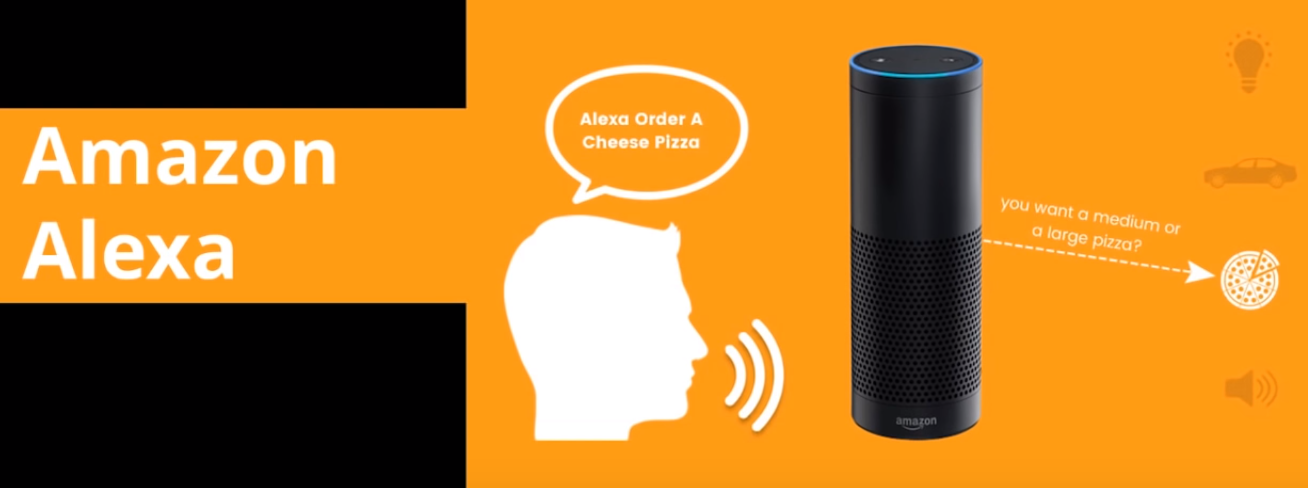 Amazon
Alexa
Alexa Order A
Cheese Pizza
you want a medium or
a large pizza?
amazon